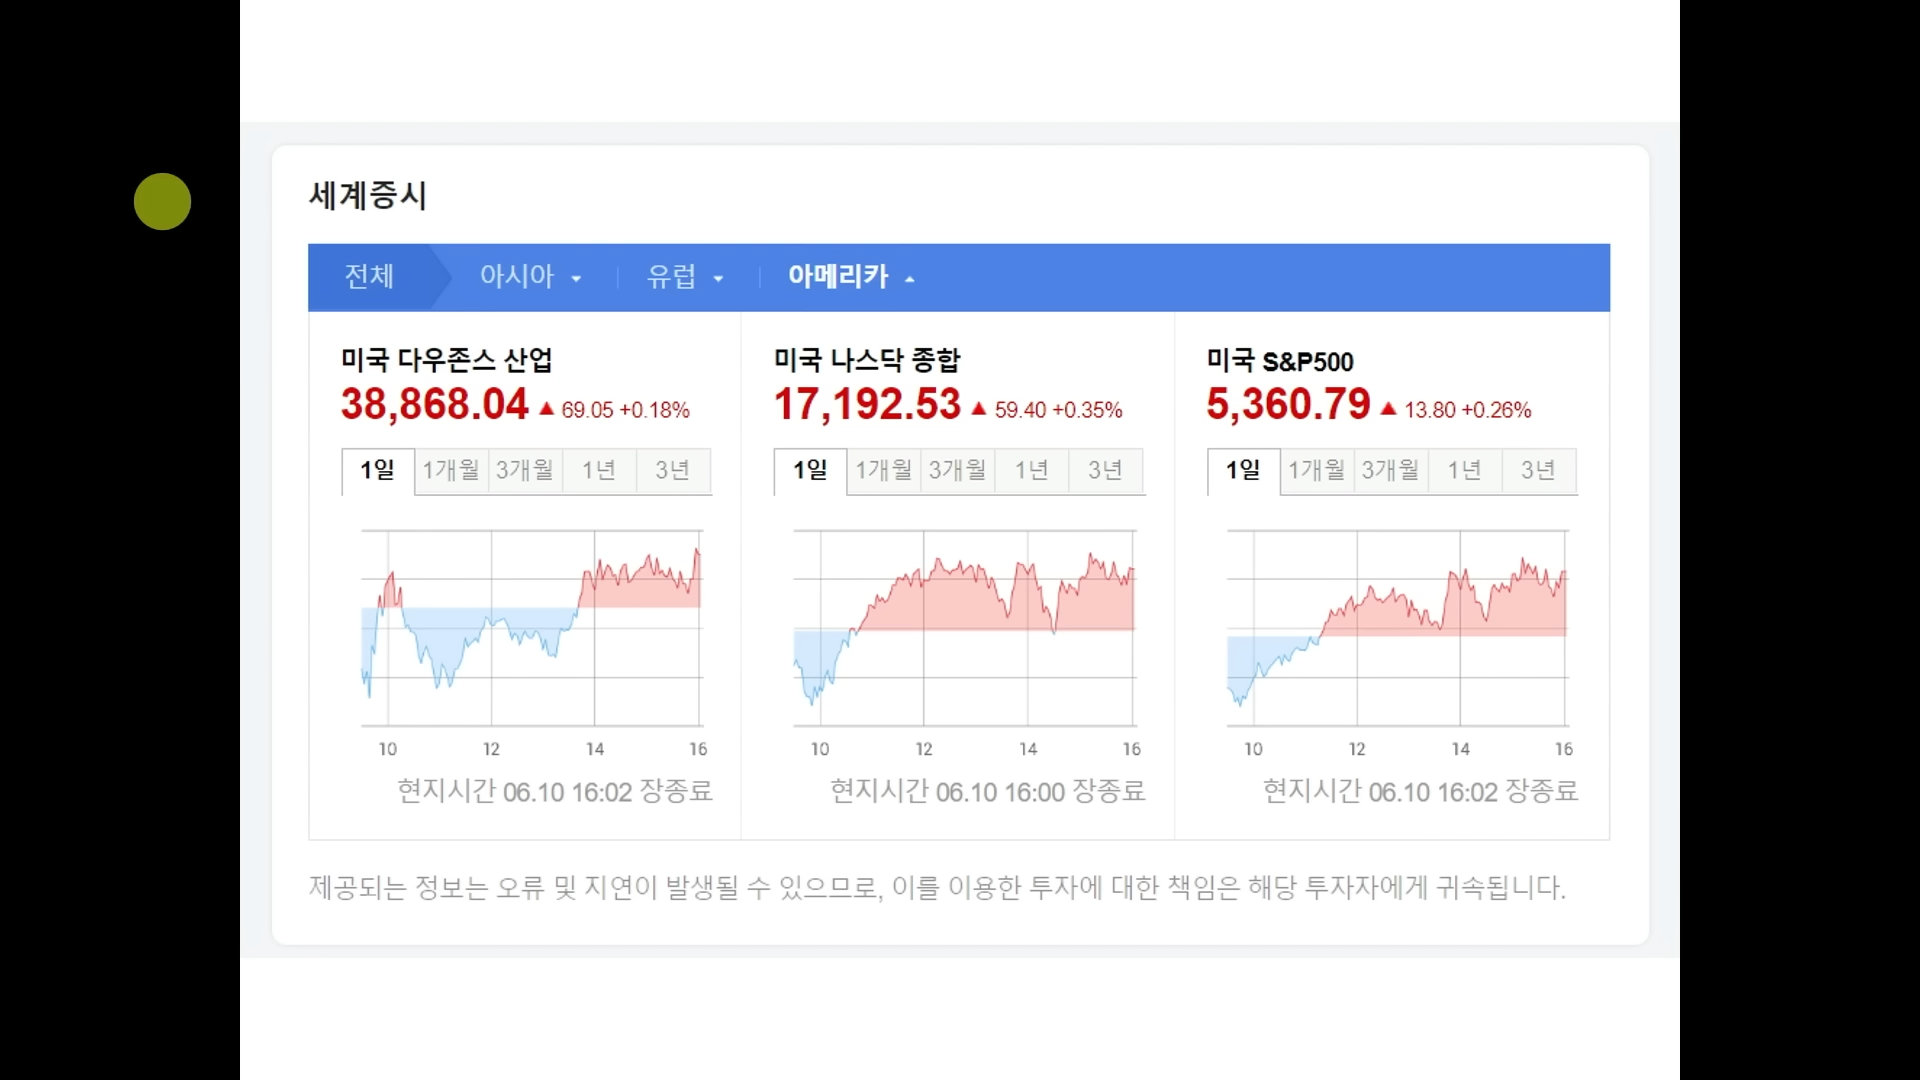 세계증시
전체 아시아 유럽 아메리카
미국 다우존스 산업
38,868.04 ▲ 69.05 +0.18%
1일 1개월 3개월 1년 3년
10 12 14 16
현지시간 06.10 16:02 장종료
미국 나스닥 종합
17,192.53 ▲ 59.40 +0.35%
1일 1개월 3개월 1년 3년
10 12 14 16
현지시간 06.10 16:00 장종료
미국 S&P500
5,360.79 ▲ 13.80 +0.26%
1일 1개월 3개월 1년 3년
10 12 14 16
현지시간 06.10 16:02 장종료
제공되는 정보는 오류 및 지연이 발생될 수 있으므로, 이를 이용한 투자에 대한 책임은 해당 투자자에게 귀속됩니다.